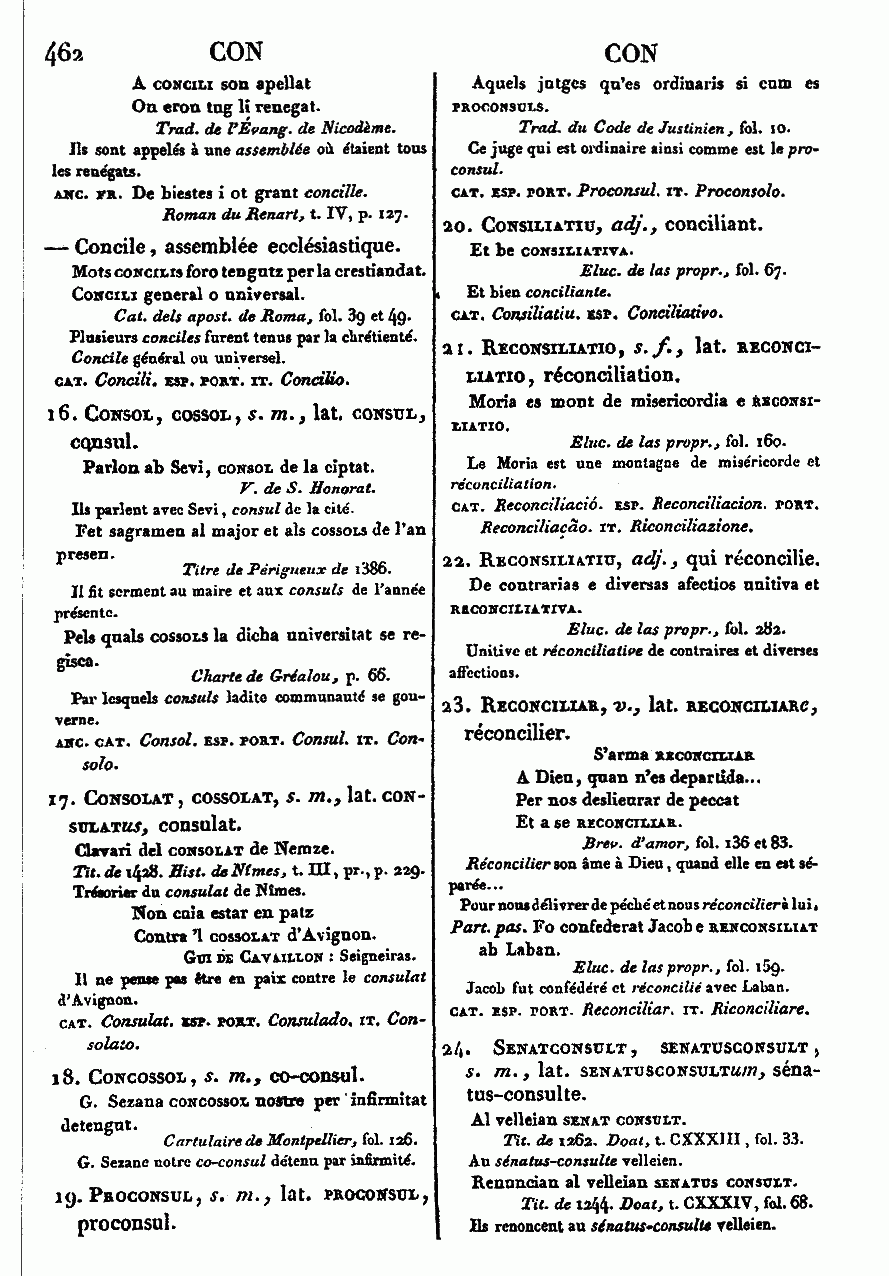 462 CON CON
A CONCILI son apellat
On eron tug li renegat.
Trad. de l'Évang. de Nicodème.
Ils sont appelés à une assemblée où étaient tous
les renégats.
ANC. FR. De biestes i ot grant concille.
Roman du Renart, t. IV, p. 127.
— Concile, assemblée ecclésiastique.
Mots CONCILIS foro tengutz per la crestiandat.
CONCILI general o universal.
Cat. dels apost. de Roma, fol. 39 et 49.
Plusieurs conciles furent tenus par la chrétienté.
Concile général ou universel.
CAT. Concili. ESP. PORT. IT. Concilio.
16. CONSOL, COSSOL, s. m., lat. CONSUL,
consul.
Parlon ab Sevi, CONSOL de la ciptat.
V. de S. Honorat.
Ils parlent avec Sevi, consul de la cité.
Fet sagramen al major et als COSSOLS de l'an
presen.
Titre de Périgueux de 1386.
Il fit serment au maire et aux consuls de l'année
présente.
Pels quals COSSOLS la dicha universitat se re-
gisca.
Charte de Gréalou, p. 66.
Par lesquels consuls ladite communauté se gou-
verne.
ANC. CAT. Consol. ESP. PORT. Consul. IT. Con-
solo.
17. CONSOLAT, COSSOLAT, s. m., lat. CON-
SULATUS, consulat.
Clavari del CONSOLAT de Nemze.
Tit. de 1428. Hist. de Nîmes, t. III, pr., p. 229.
Trésorier du consulat de Nîmes.
Non cuia estar en patz
Contra 'l COSSOLAT d'Avignon.
GUI DE CAVAILLON : Seigneiras.
Il ne pense pas être en paix contre le consulat
d'Avignon.
CAT. Consulat. ESP. PORT. Consulado. IT. Con-
solato.
18. CONCOSSOL, s. m., co-consul.
G. Sezana CONCOSSOL nostre per infirmitat
detengut.
Cartulaire de Montpellier, fol. 126.
G. Sezane notre co-consul détenu par infirmité.
19. PROCONSUL, s. m., lat. PROCONSUL,
proconsul.
Aquels jutges qu'es ordinaris si cum es
PROCONSULS.
Trad. du Code de Justinien, fol. 10.
Ce juge qui est ordinaire ainsi comme est le pro-
consul.
CAT. ESP. PORT. Proconsul. IT. Proconsolo.
20. CONSILIATIU, adj., conciliant.
Et be CONSILIATIVA.
Eluc. de las propr., fol. 67.
Et bien conciliante.
CAT. Consiliatiu. ESP. Conciliativo.
21. RECONSILIATIO, s. f., lat. RECONCI-
LIATIO, réconciliation.
Moria es mont de misericordia e RECONSI-
LIATIO.
Eluc. de las propr., fol. 160.
Le Moria est une montagne de miséricorde et
réconciliation.
CAT. Reconciliació. ESP. Reconciliacion. PORT.
Reconciliação. IT. Riconciliazione.
22. RECONSILIATIU, adj., qui réconcilie.
De contrarias e diversas afectios unitiva et
RECONCILIATIVA.
Eluc. de las propr., fol. 282.
Unitive et réconciliative de contraires et diverses
affections.
23. RECONCILIAR, v., lat. RECONCILIARE,
réconcilier.
S'arma RECONCILIAR
A Dieu, quan n'es departida...
Per nos deslieurar de peccat
Et a se RECONCILIAR.
Brev. d'amor, fol. 136 et 83.
Réconcilier son âme à Dieu, quand elle en est sé-
parée...
Pour nous délivrer de péché et nous réconcilier à lui.
Part. pas. Fo confederat Jacob e RENCONSILIAT
ab Laban.
Eluc. de las propr., fol. 159.
Jacob fut confédéré et réconcilié avec Laban.
CAT. ESP. PORT. Reconciliar. IT. Riconciliare.
24. SENATCONSULT, SENATUSCONSULT,
s. m., lat. SENATUSCONSULTum, séna-
tus-consulte.
Al velleian SENAT CONSULT.
Tit. de 1262. Doat, t. CXXXIII, fol. 33.
Au sénatus-consulte velleien.
Renuncian al velleian SENATUS CONSULT.
Tit. de 1244. Doat, t. CXXXIV, fol. 68.
Ils renoncent au sénatus-consulte velleien.